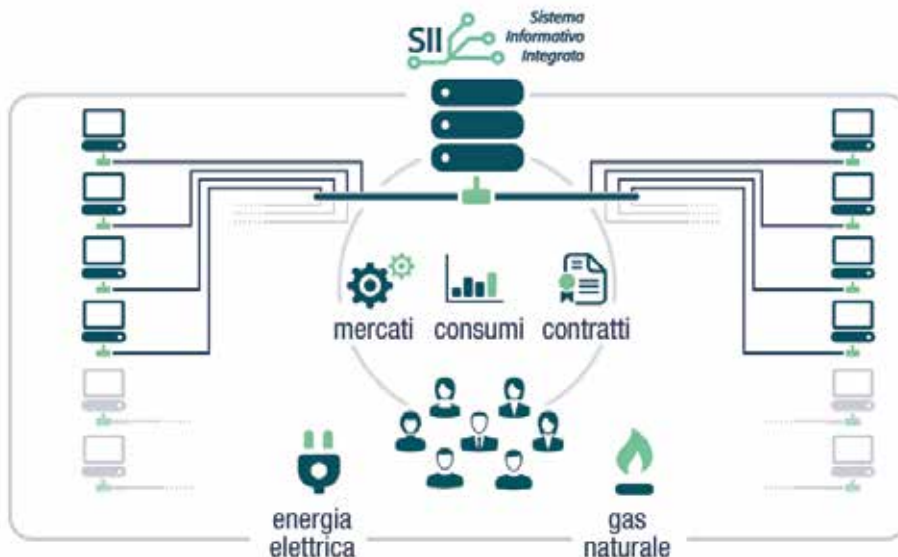 SII
Sistema
Informativo
Integrato
mercati
consumi
contratti
energia
elettrica
gas
naturale